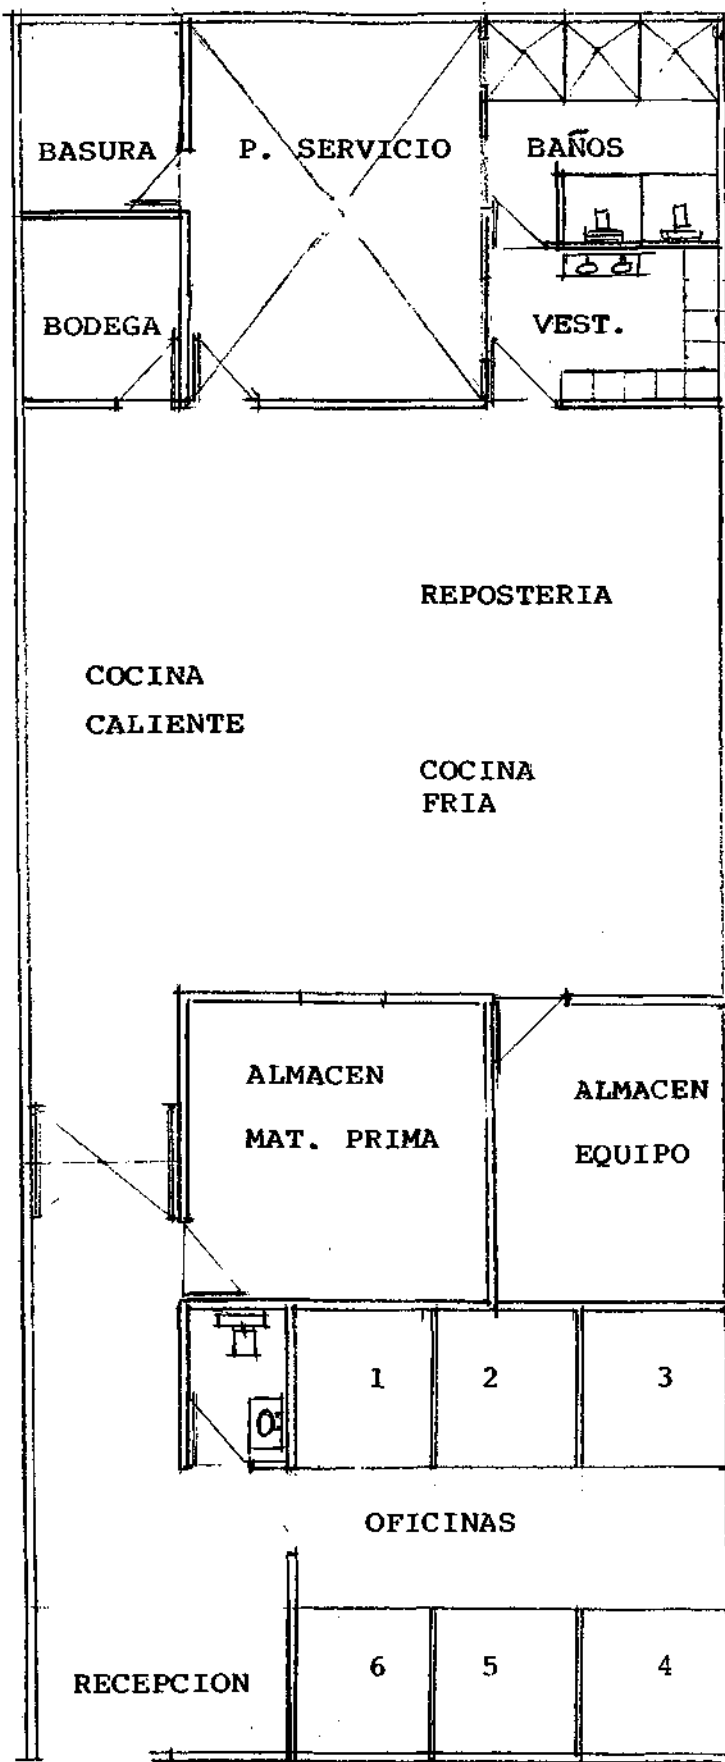 BASURA
P. SERVICIO
BAÑOS
BODEGA
VEST.
REPOSTERIA
COCINA
CALIENTE
COCINA
FRIA
ALMACEN
MAT. PRIMA
ALMACEN
EQUIPO
1
2
3
OFICINAS
RECEPCION
6
5
4